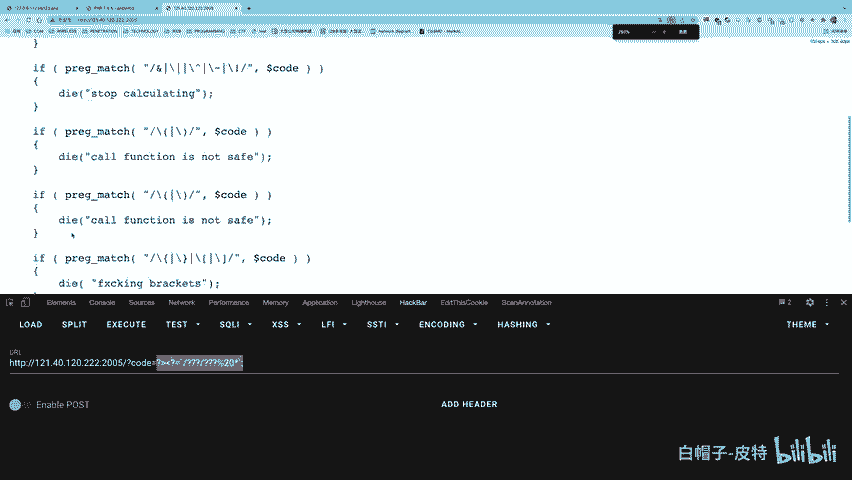 }
if ( preg_match( "/&|\||\^|\~|\!/", $code ) )
{
die("stop calculating");
}
if ( preg_match( "/\(|\)/", $code ) )
{
die("call function is not safe");
}
if ( preg_match( "/\(|\)/", $code ) )
{
die("call function is not safe");
}
if ( preg_match( "/\{|\}|\[|\]/", $code ) )
{
die( "fxcking brackets");
Elements Console Sources Network Performance Memory Application Lighthouse HackBar EditThisCookie ScanAnnotation 2
LOAD SPLIT EXECUTE TEST SQLI XSS LFI SSTI ENCODING HASHING THEME
URL
http://121.40.120.222:2005/?code=
Enable POST ADD HEADER
白帽子-皮特 bilibili